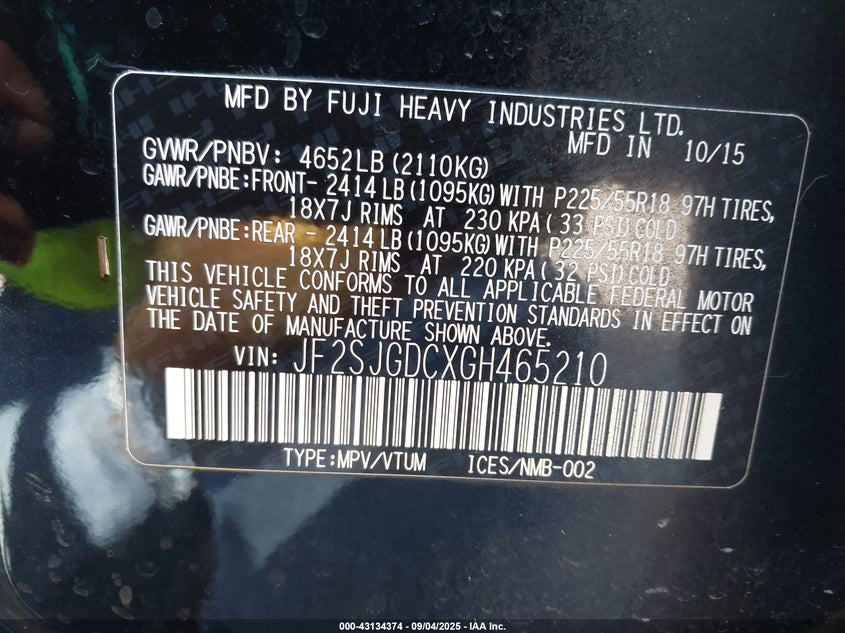 MFD BY FUJI HEAVY INDUSTRIES LTD.
MFD IN 10/15
GVWR/PNBV: 4652LB(2110KG)
GAWR/PNBE:FRONT- 2414LB(1095KG)WITH P225/55R18 97H TIRES,
18X7J RIMS AT 230 KPA(33 PSI)COLD
GAWR/PNBE:REAR - 2414LB(1095KG)WITH P225/55R18 97H TIRES,
18X7J RIMS AT 220 KPA(32 PSI)COLD
THIS VEHICLE CONFORMS TO ALL APPLICABLE FEDERAL MOTOR
VEHICLE SAFETY AND THEFT PREVENTION STANDARDS IN EFFECT ON
THE DATE OF MANUFACTURE SHOWN ABOVE.
VIN: JF2SJGDCXGH465210
TYPE:MPV/VTUM ICES/NMB-002
000-43134374 - 09/04/2025 - IAA Inc.